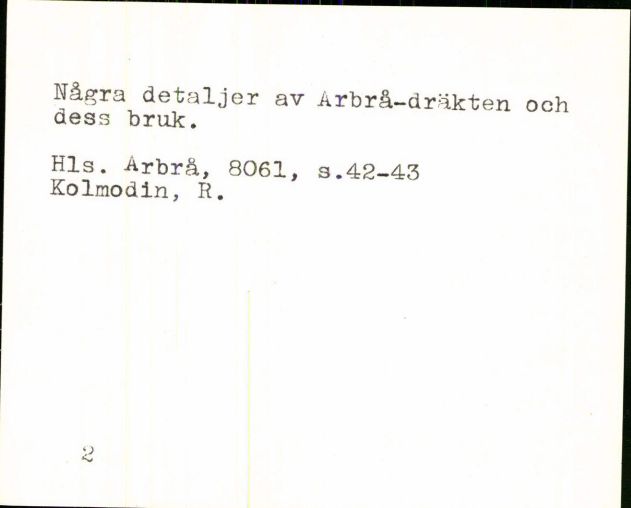 Några detaljer av Arbrå-dräkten och
dess bruk.
Hls. Arbrå, 8061, s.42-43
Kolmodin, R.
2